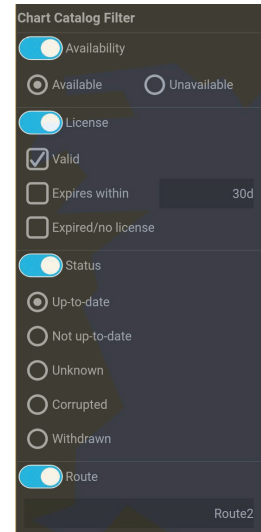 Chart Catalog Filter
Availability
Available Unavailable
License
Valid
Expires within 30d
Expired/no license
Status
Up-to-date
Not up-to-date
Unknown
Corrupted
Withdrawn
Route
Route2